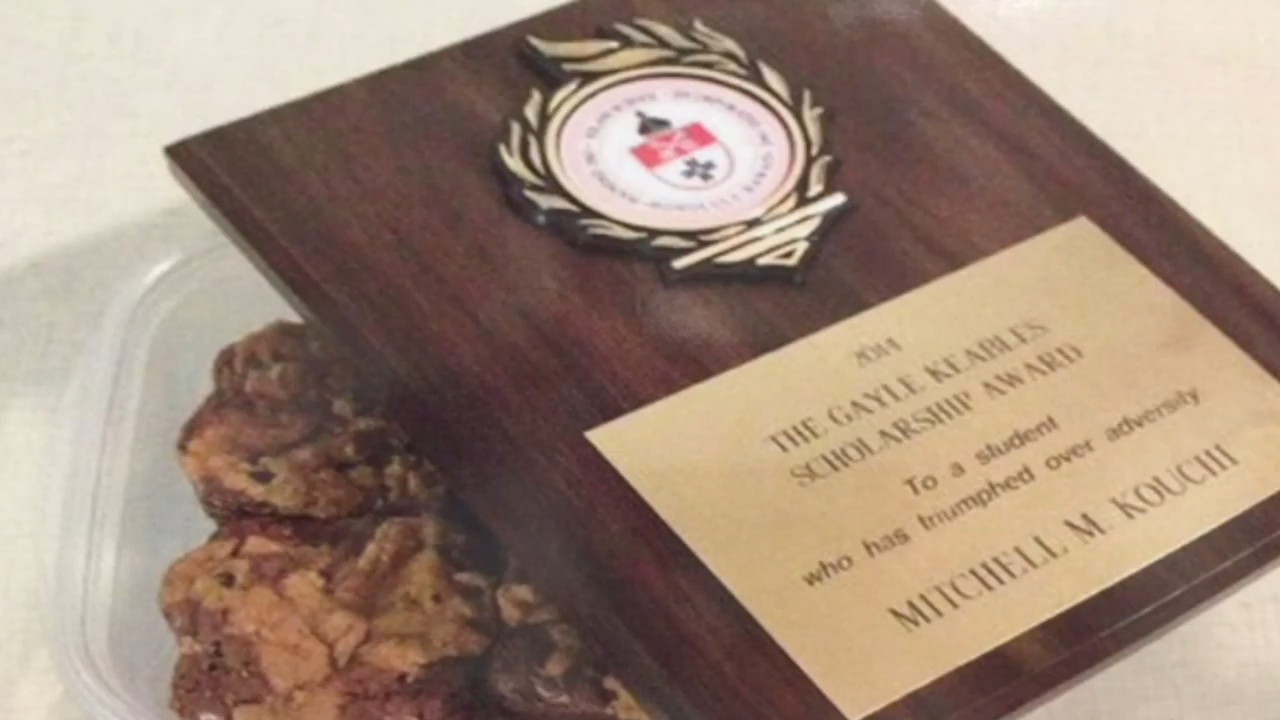 2014
THE GAYLE KEABLES
SCHOLARSHIP AWARD
To a student
who has triumphed over adversity
MITCHELL M. KOUCHI